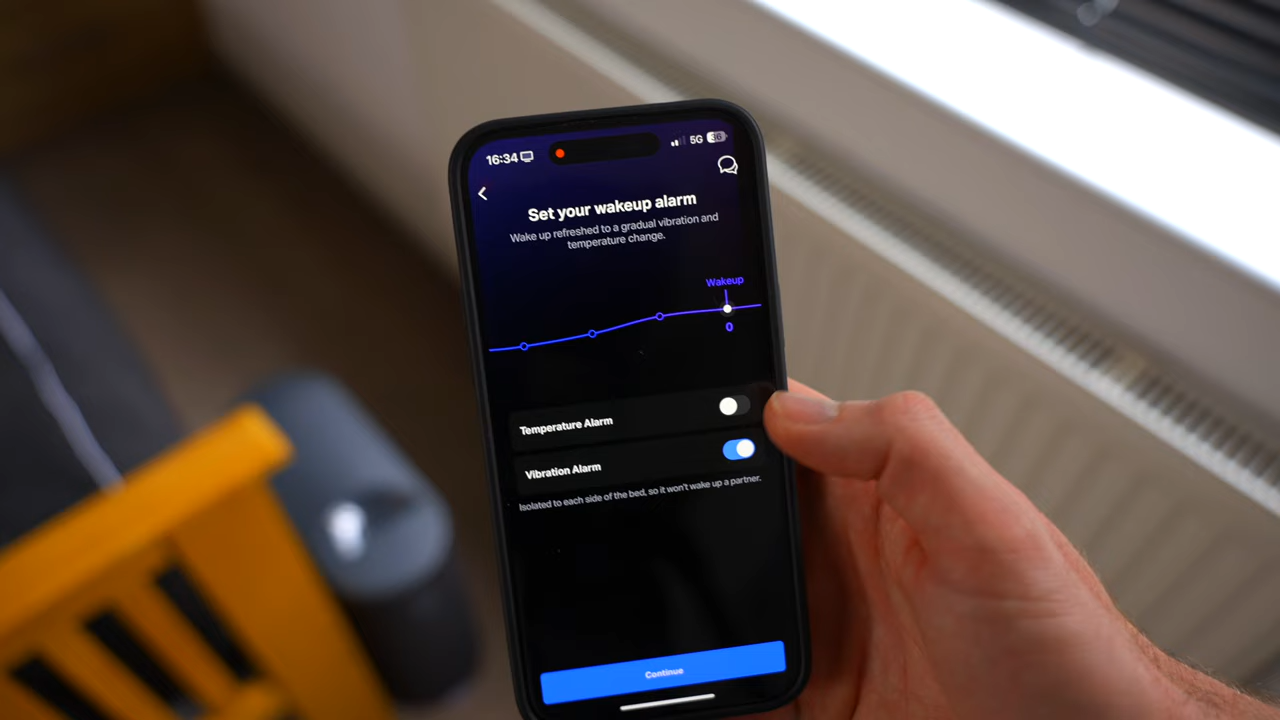 16:34
5G 36
Set your wakeup alarm
Wake up refreshed to a gradual vibration and
temperature change.
Wakeup
0
Temperature Alarm
Vibration Alarm
Isolated to each side of the bed, so it won't wake up a partner.
Continue